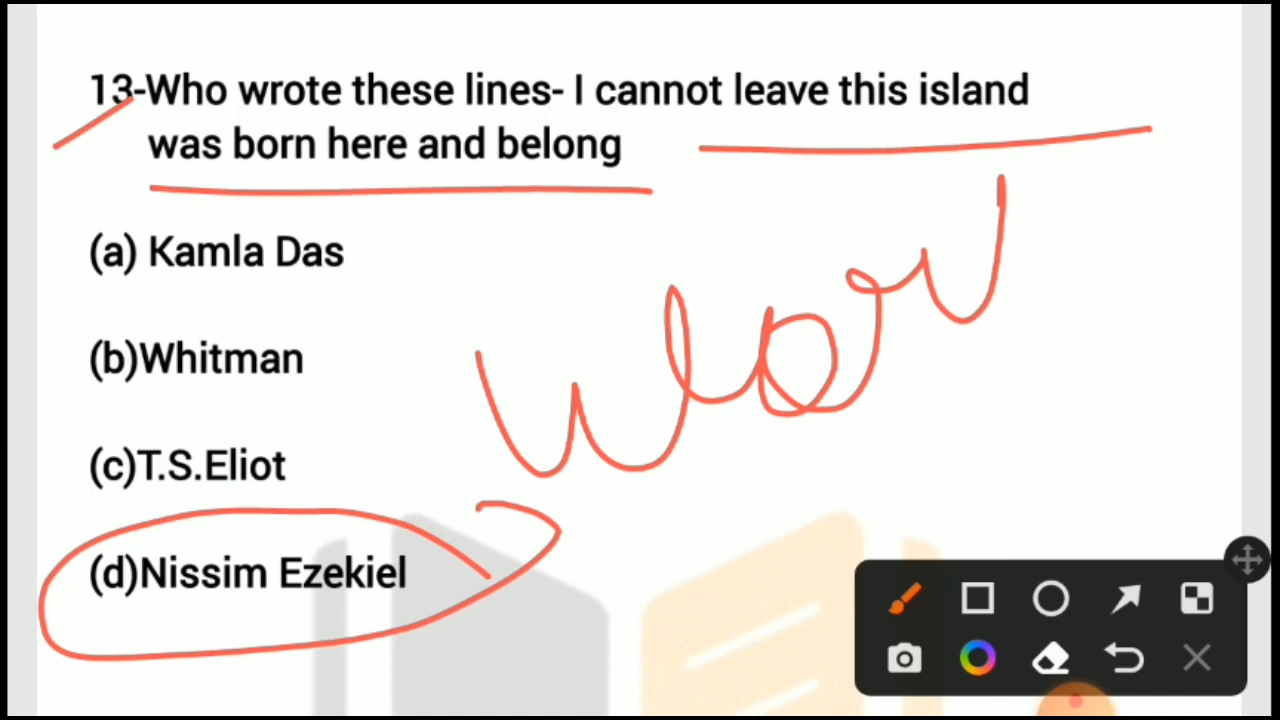 13-Who wrote these lines- I cannot leave this island
was born here and belong
(a) Kamla Das
(b)Whitman
(c)T.S.Eliot
(d)Nissim Ezekiel